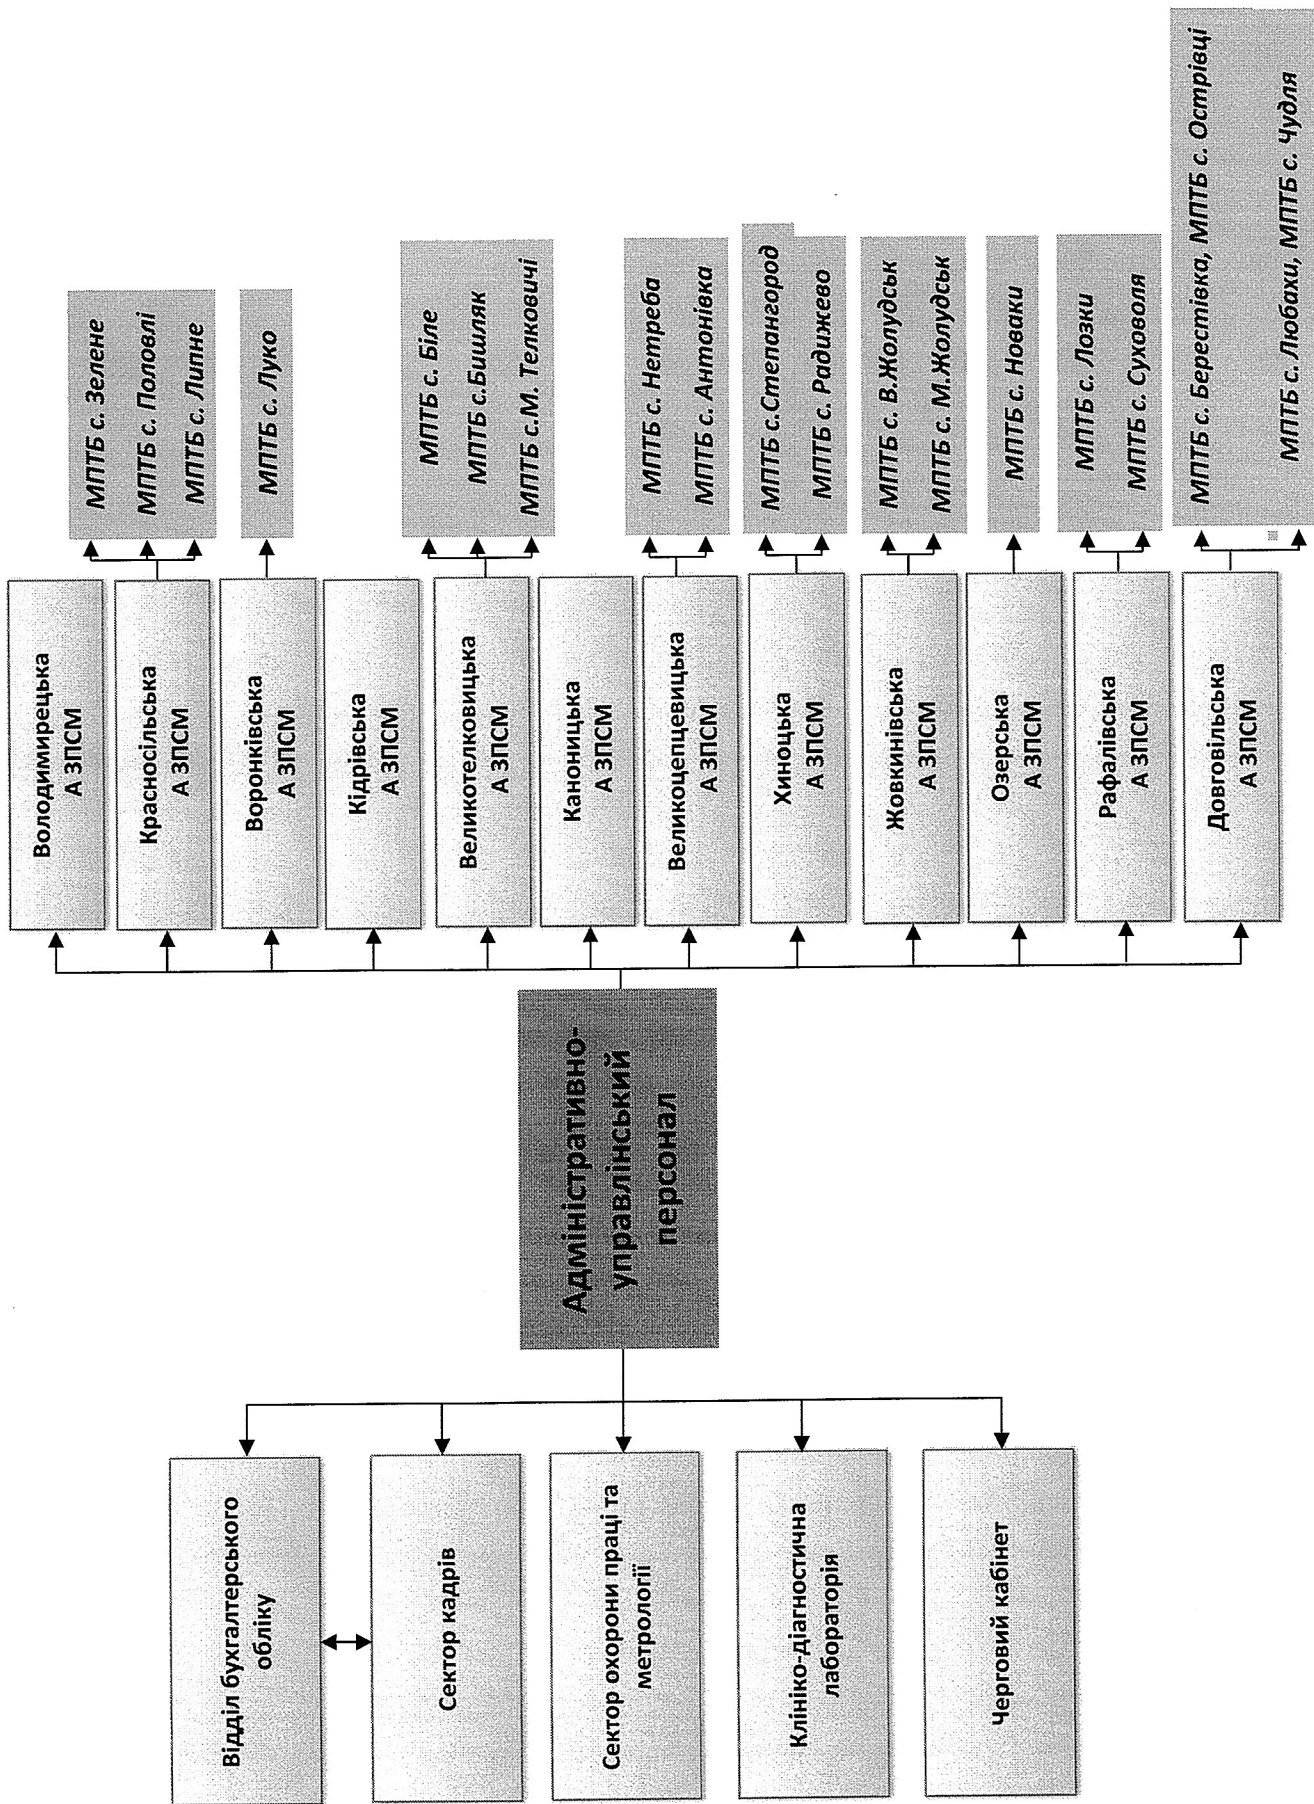 Відділ бухгалтерського
обліку
Сектор кадрів
Сектор охорони праці та
метрології
Клініко-діагностична
лабораторія
Черговий кабінет
Адміністративно-
управлінський
персонал
Володимирецька
А ЗПСМ
Красносільська
А ЗПСМ
Воронківська
А ЗПСМ
Кідрівська
А ЗПСМ
Великотелковицька
А ЗПСМ
Каноницька
А ЗПСМ
Великоцепцевицька
А ЗПСМ
Хиноцька
А ЗПСМ
Жовкинівська
А ЗПСМ
Озерська
А ЗПСМ
Рафалівська
А ЗПСМ
Довговільська
А ЗПСМ
МПТБ с. Зелене
МПТБ с. Половлі
МПТБ с. Липне
МПТБ с. Луко
МПТБ с. Біле
МПТБ с.Бишляк
МПТБ с.М. Телковичі
МПТБ с. Нетреба
МПТБ с. Антонівка
МПТБ с.Степангород
МПТБ с. Радижево
МПТБ с. В.Жолудськ
МПТБ с. М.Жолудськ
МПТБ с. Новаки
МПТБ с. Лозки
МПТБ с. Суховоля
МПТБ с. Берестівка, МПТБ с. Острівці
МПТБ с. Любахи, МПТБ с. Чудля